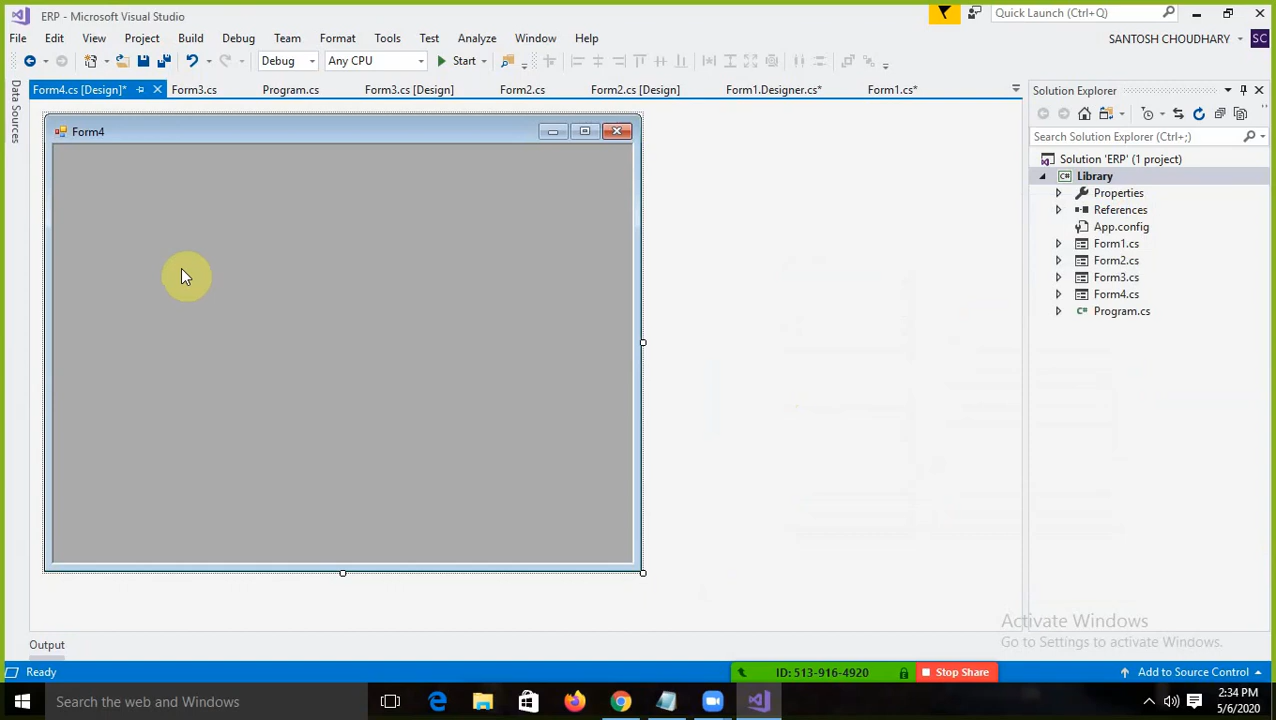 ERP - Microsoft Visual Studio
Quick Launch (Ctrl+Q)
File Edit View Project Build Debug Team Format Tools Test Analyze Window Help
SANTOSH CHOUDHARY SC
Debug Any CPU Start
Form4.cs [Design]* Form3.cs Program.cs Form3.cs [Design] Form2.cs Form2.cs [Design] Form1.Designer.cs* Form1.cs*
Solution Explorer
Data Sources
Search Solution Explorer (Ctrl+;)
Form4
Solution 'ERP' (1 project)
C# Library
Properties
References
App.config
Form1.cs
Form2.cs
Form3.cs
Form4.cs
C# Program.cs
Activate Windows
Go to Settings to activate Windows.
Output
Ready
ID: 513-916-4920 Stop Share
Add to Source Control
Search the web and Windows
2:34 PM
5/6/2020